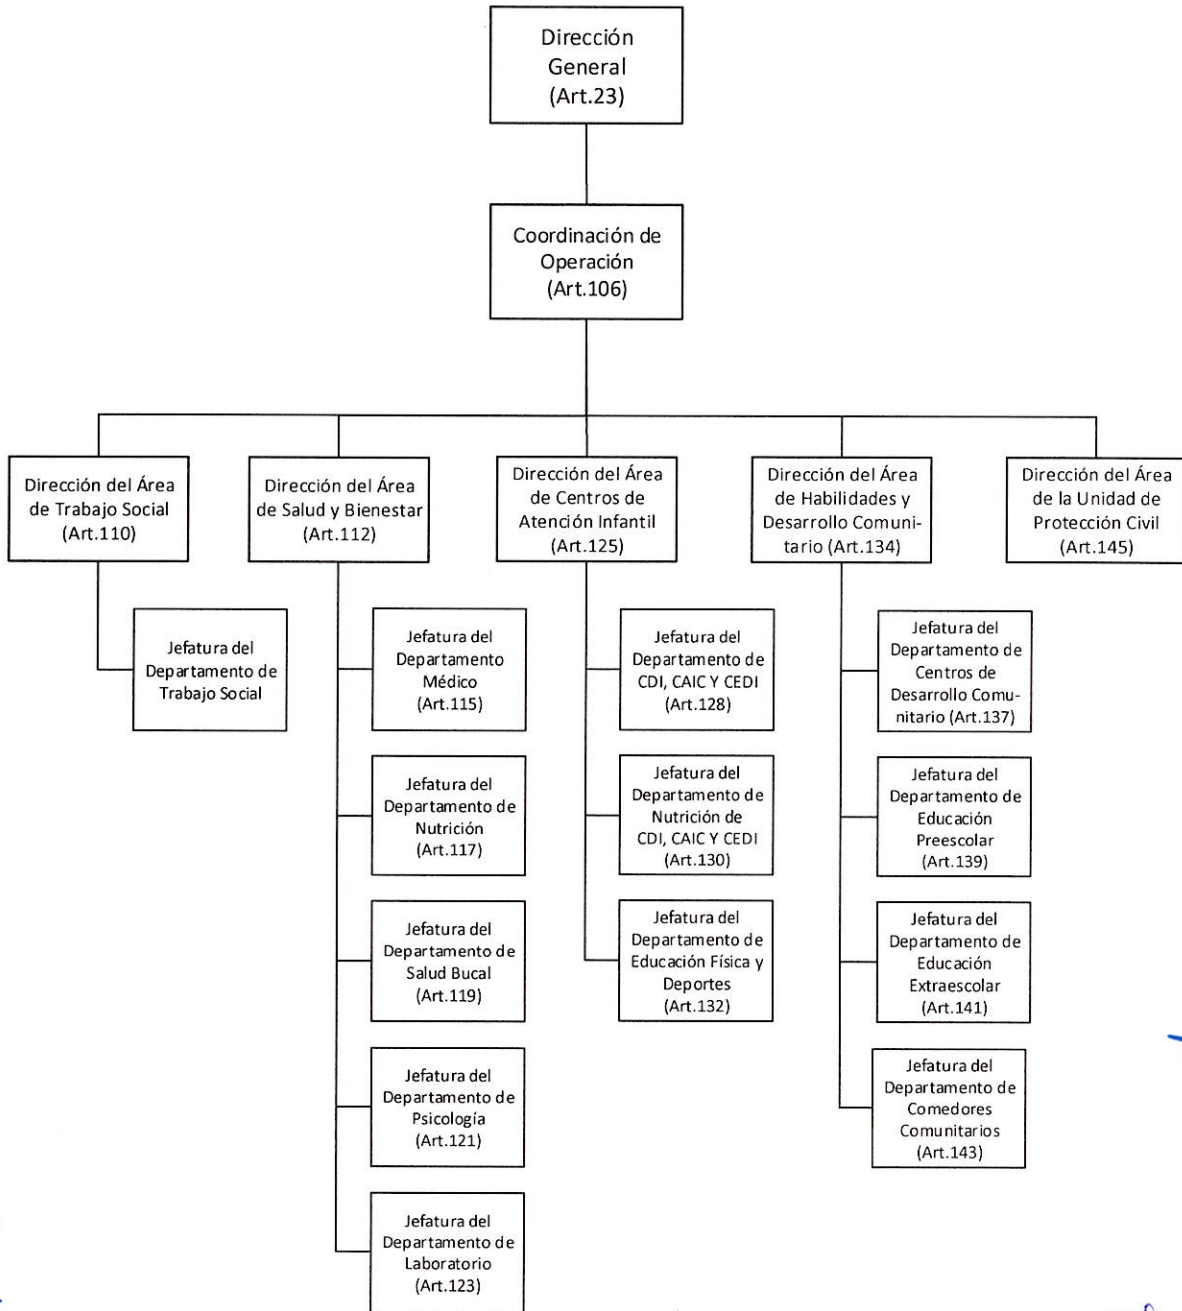 Dirección
General
(Art.23)
Coordinación de
Operación
(Art.106)
Dirección del Área
de Trabajo Social
(Art.110)
Dirección del Área
de Salud y Bienestar
(Art.112)
Dirección del Área
de Centros de
Atención Infantil
(Art.125)
Dirección del Área
de Habilidades y
Desarrollo Comuni-
tario (Art.134)
Dirección del Área
de la Unidad de
Protección Civil
(Art.145)
Jefatura del
Departamento de
Trabajo Social
Jefatura del
Departamento
Médico
(Art.115)
Jefatura del
Departamento de
Nutrición
(Art.117)
Jefatura del
Departamento de
Salud Bucal
(Art.119)
Jefatura del
Departamento de
Psicología
(Art.121)
Jefatura del
Departamento de
Laboratorio
(Art.123)
Jefatura del
Departamento de
CDI, CAIC Y CEDI
(Art.128)
Jefatura del
Departamento de
Nutrición de
CDI, CAIC Y CEDI
(Art.130)
Jefatura del
Departamento de
Educación Física y
Deportes
(Art.132)
Jefatura del
Departamento de
Centros de
Desarrollo Comu-
nitario (Art.137)
Jefatura del
Departamento de
Educación
Preescolar
(Art.139)
Jefatura del
Departamento de
Educación
Extraescolar
(Art.141)
Jefatura del
Departamento de
Comedores
Comunitarios
(Art.143)